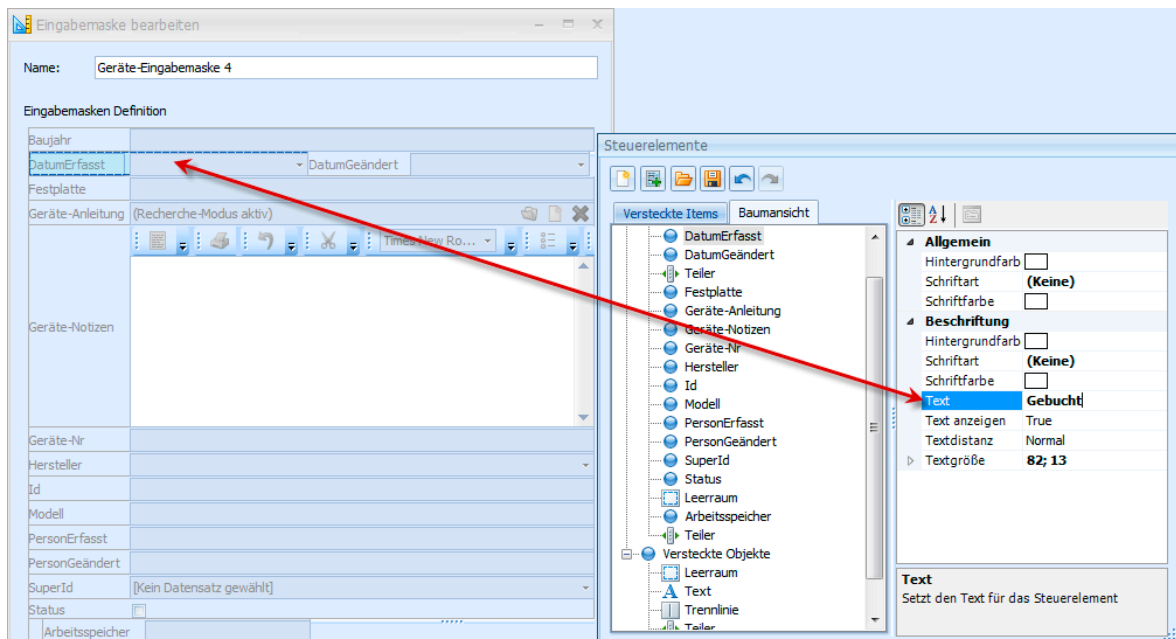 Eingabemaske bearbeiten
Name:
Geräte-Eingabemaske 4
Eingabemasken Definition
Baujahr
DatumErfasst
DatumGeändert
Festplatte
Geräte-Anleitung
(Recherche-Modus aktiv)
Times New Ro...
Geräte-Notizen
Geräte-Nr
Hersteller
Id
Modell
PersonErfasst
PersonGeändert
SuperId
[Kein Datensatz gewählt]
Status
Arbeitsspeicher
Steuerelemente
Versteckte Items
Baumansicht
DatumErfasst
DatumGeändert
Teiler
Festplatte
Geräte-Anleitung
Geräte-Notizen
Geräte-Nr
Hersteller
Id
Modell
PersonErfasst
PersonGeändert
SuperId
Status
Leerraum
Arbeitsspeicher
Teiler
Versteckte Objekte
Leerraum
A Text
Trennlinie
Teiler
A Z
Allgemein
Hintergrundfarb
Schriftart (Keine)
Schriftfarbe
Beschriftung
Hintergrundfarb
Schriftart (Keine)
Schriftfarbe
Text Gebucht
Text anzeigen True
Textdistanz Normal
Textgröße 82; 13
Text
Setzt den Text für das Steuerelement